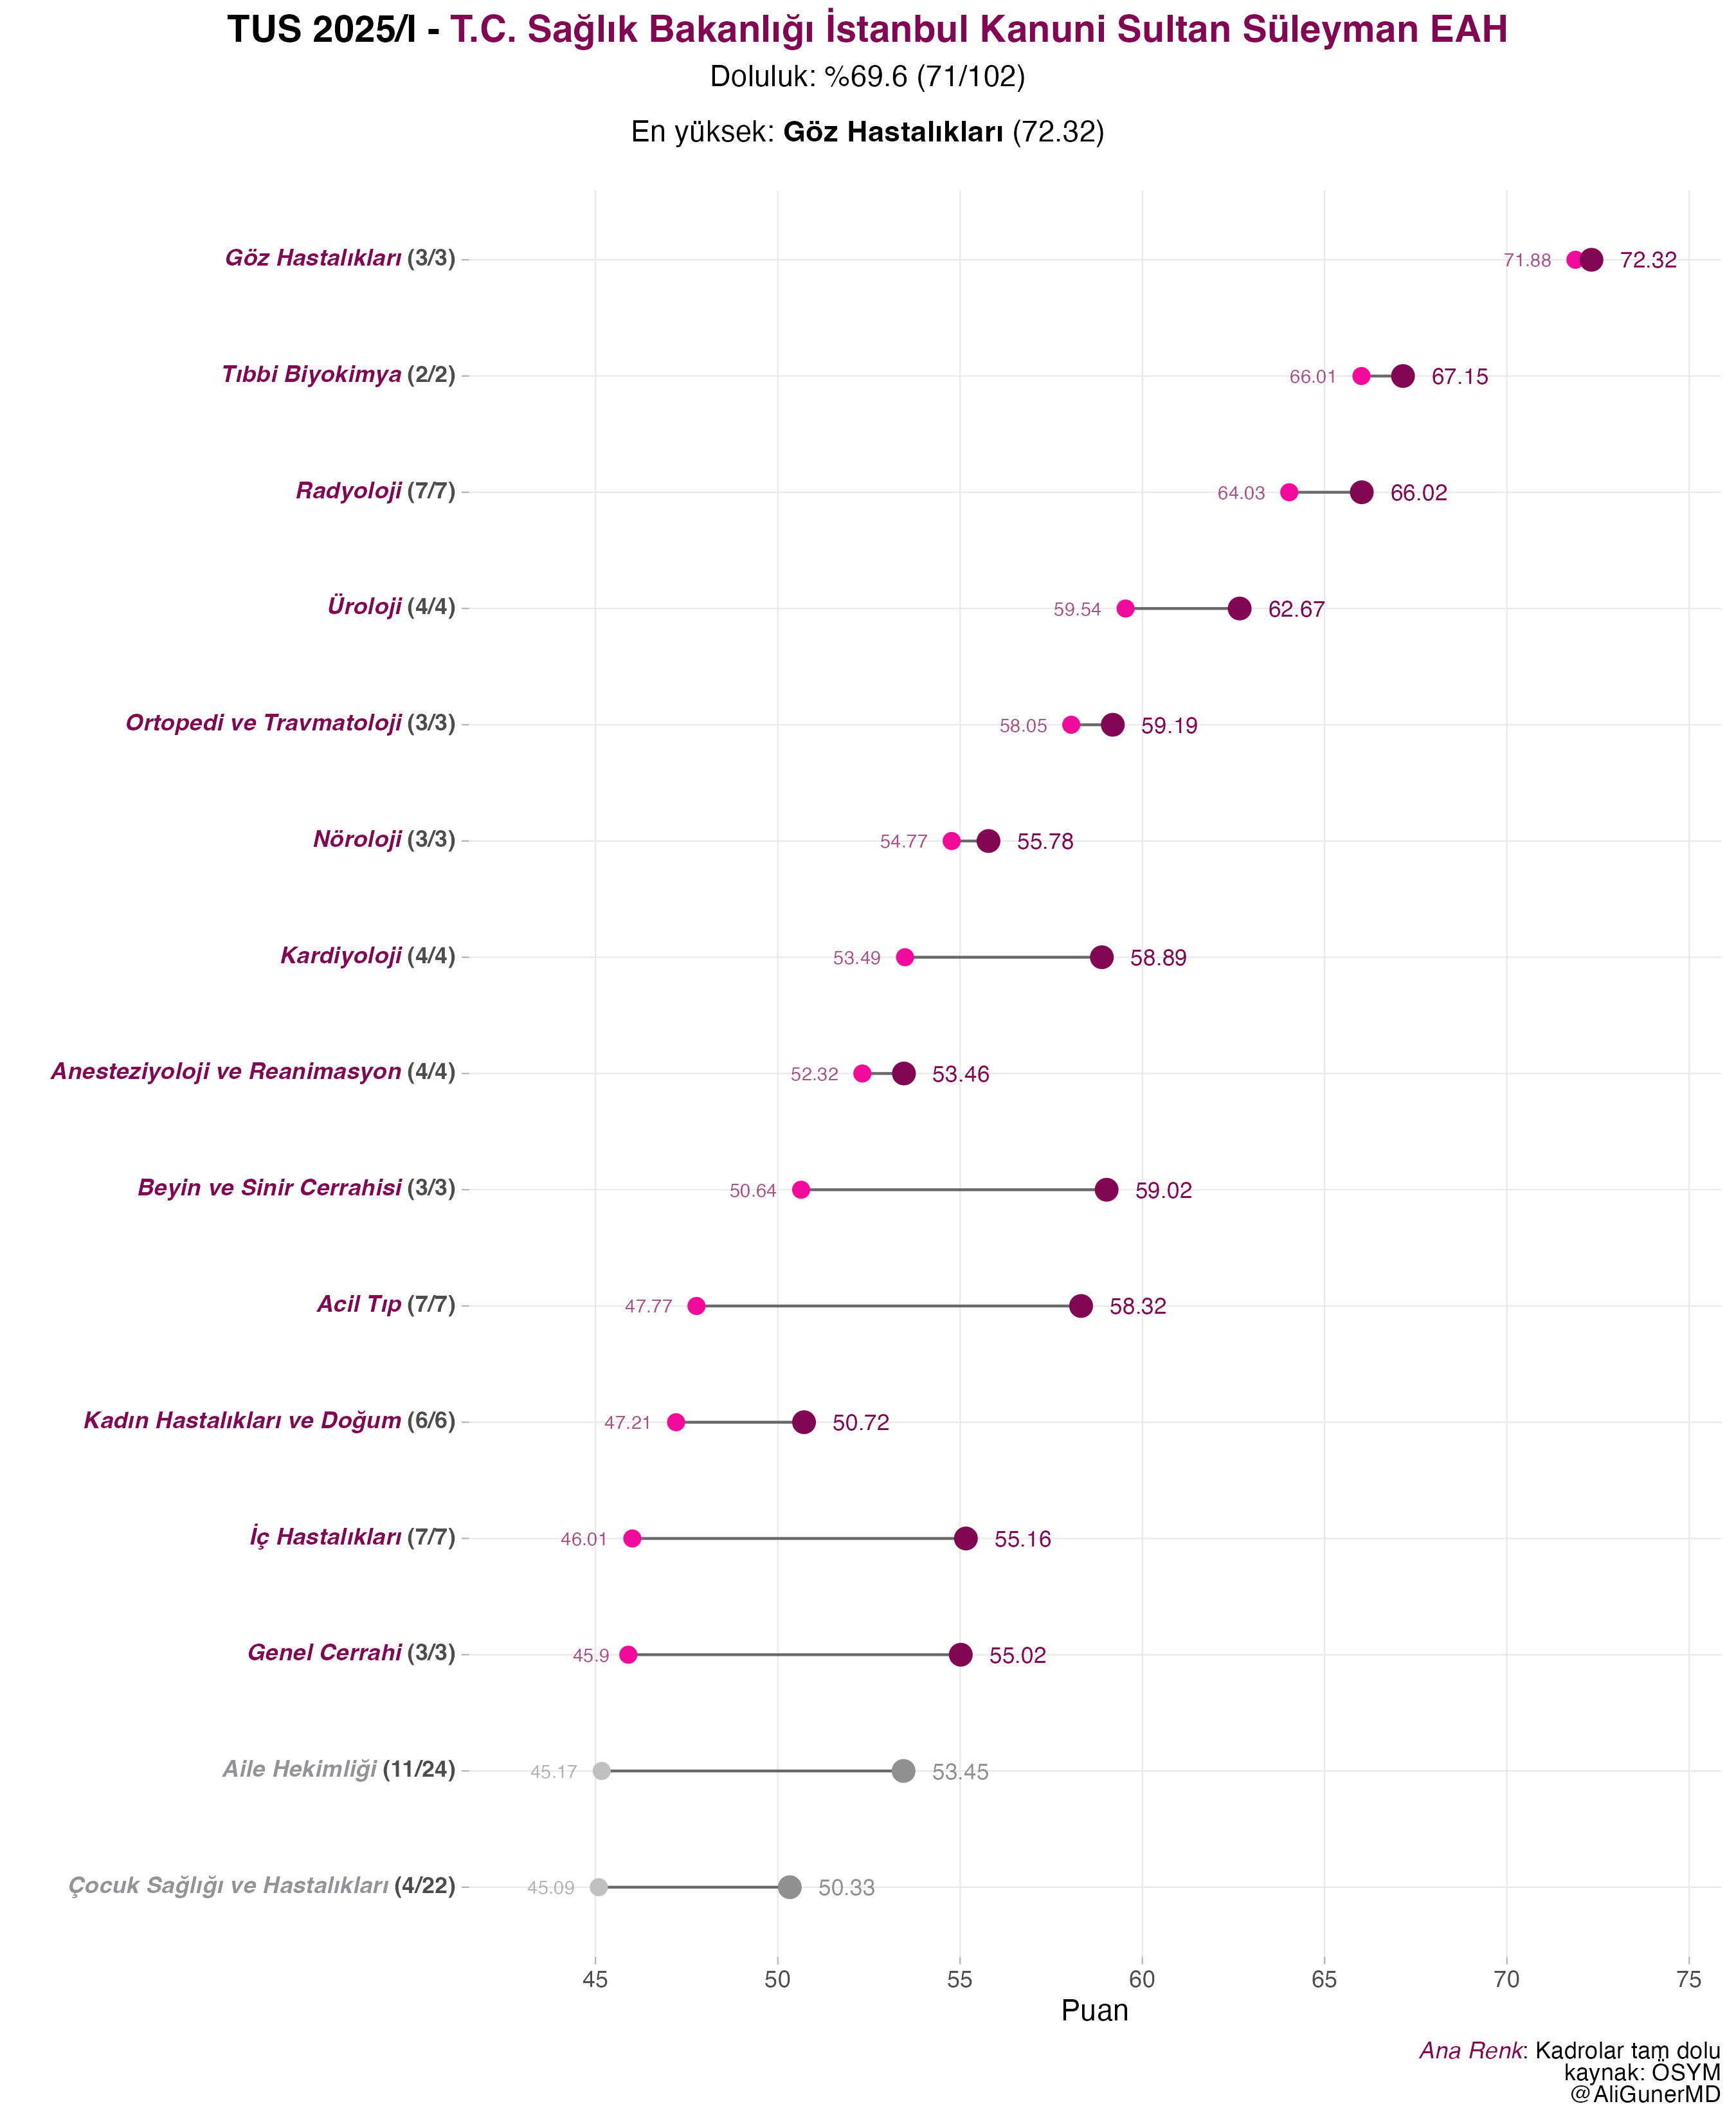 TUS 2025/I - T.C. Sağlık Bakanlığı İstanbul Kanuni Sultan Süleyman EAH
Doluluk: %69.6 (71/102)
En yüksek: Göz Hastalıkları (72.32)
Göz Hastalıkları (3/3) 71.88 72.32
Tıbbi Biyokimya (2/2) 66.01 67.15
Radyoloji (7/7) 64.03 66.02
Üroloji (4/4) 59.54 62.67
Ortopedi ve Travmatoloji (3/3) 58.05 59.19
Nöroloji (3/3) 54.77 55.78
Kardiyoloji (4/4) 53.49 58.89
Anesteziyoloji ve Reanimasyon (4/4) 52.32 53.46
Beyin ve Sinir Cerrahisi (3/3) 50.64 59.02
Acil Tıp (7/7) 47.77 58.32
Kadın Hastalıkları ve Doğum (6/6) 47.21 50.72
İç Hastalıkları (7/7) 46.01 55.16
Genel Cerrahi (3/3) 45.9 55.02
Aile Hekimliği (11/24) 45.17 53.45
Çocuk Sağlığı ve Hastalıkları (4/22) 45.09 50.33
45 50 55 60 65 70 75
Puan
Ana Renk: Kadrolar tam dolu
kaynak: ÖSYM
@AliGunerMD